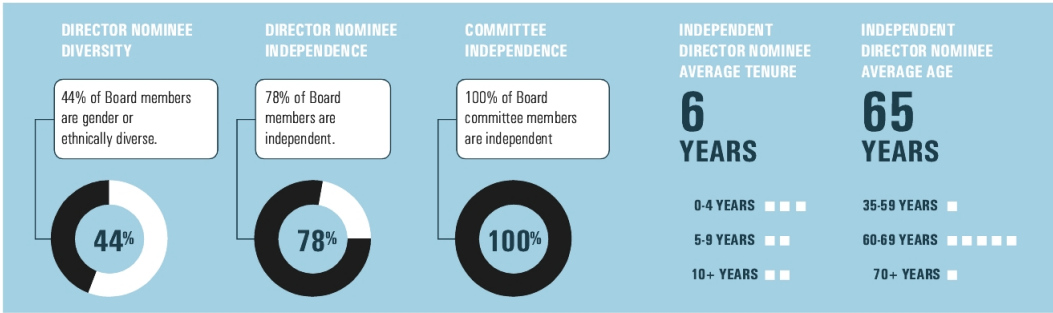 DIRECTOR NOMINEE
DIVERSITY
44% of Board members
are gender or
ethnically diverse.
44%
DIRECTOR NOMINEE
INDEPENDENCE
78% of Board
members are
independent.
78%
COMMITTEE
INDEPENDENCE
100% of Board
committee members
are independent
100%
INDEPENDENT
DIRECTOR NOMINEE
AVERAGE TENURE
6
YEARS
0-4 YEARS
5-9 YEARS
10+ YEARS
INDEPENDENT
DIRECTOR NOMINEE
AVERAGE AGE
65
YEARS
35-59 YEARS
60-69 YEARS
70+ YEARS